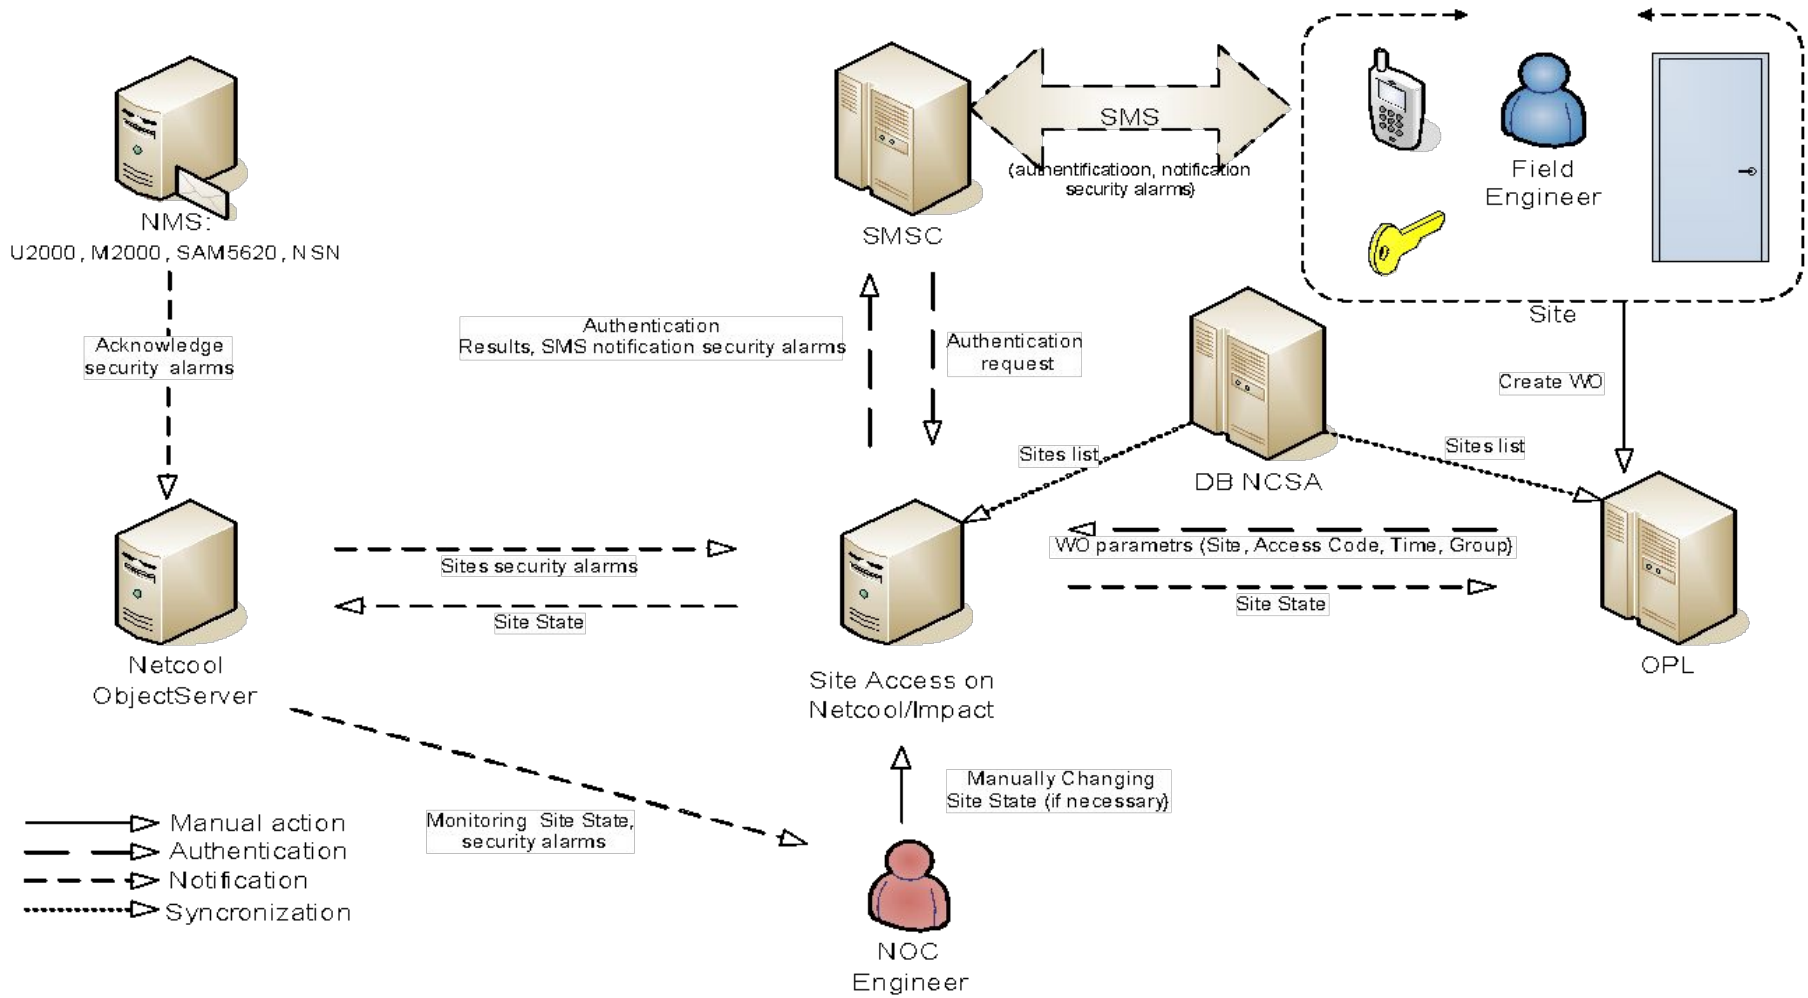 SMS
(authentificatioon, notification
security alarms)
Field
Engineer
NMS:
U2000, M2000, SAM5620, NSN
SMSC
Site
Acknowledge
security alarms
Authentication
Results, SMS notification security alarms
Authentication
request
Create WO
Sites list
Sites list
DB NCSA
WO parametrs (Site, Access Code, Time, Group)
Sites security alarms
Site State
Site State
Netcool
ObjectServer
Site Access on
Netcool/Impact
OPL
Manually Changing
Site State (if necessary)
Monitoring Site State,
security alarms
Manual action
Authentication
Notification
Syncronization
NOC
Engineer